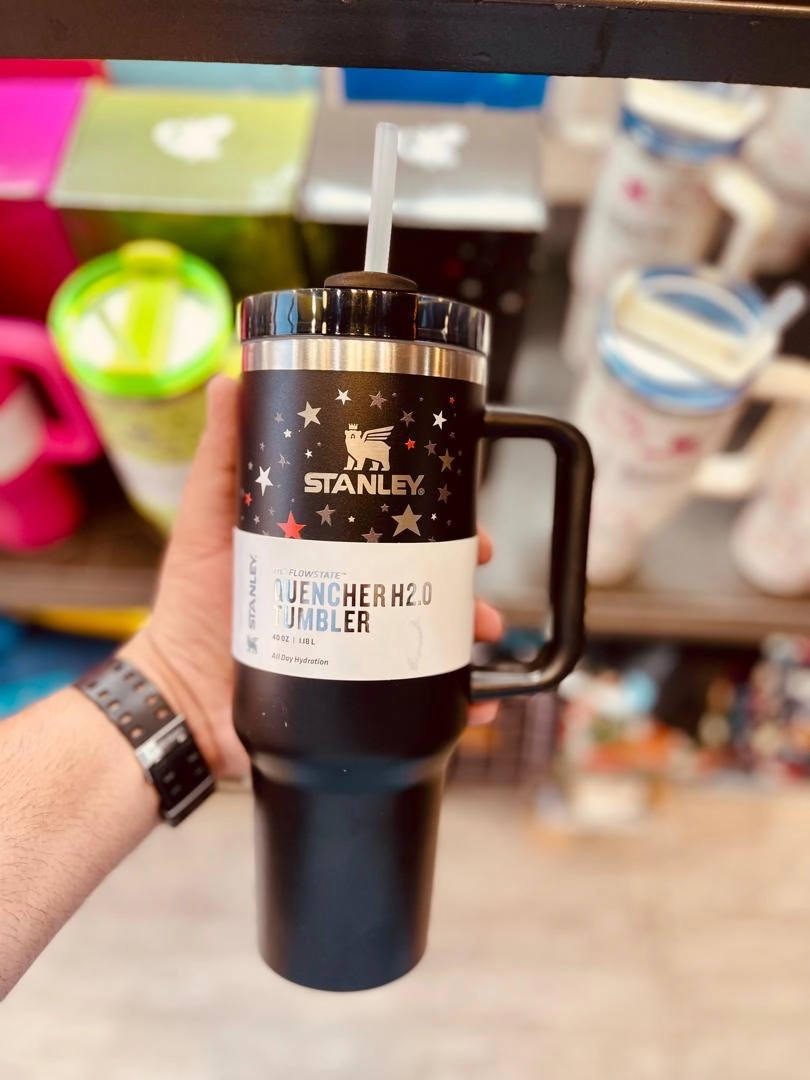 STANLEY®
STANLEY
THE FLOWSTATE™
QUENCHER H2.0
TUMBLER
40 OZ | 1.18 L
All Day Hydration